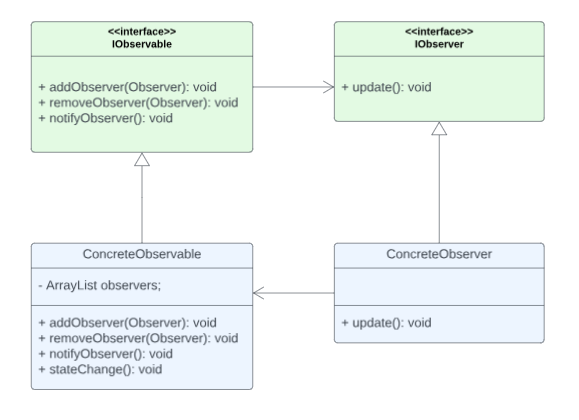 <<interface>>
IObservable
+ addObserver(Observer): void
+ removeObserver(Observer): void
+ notifyObserver(): void
<<interface>>
IObserver
+ update(): void
ConcreteObservable
- ArrayList observers;
+ addObserver(Observer): void
+ removeObserver(Observer): void
+ notifyObserver(): void
+ stateChange(): void
ConcreteObserver
+ update(): void